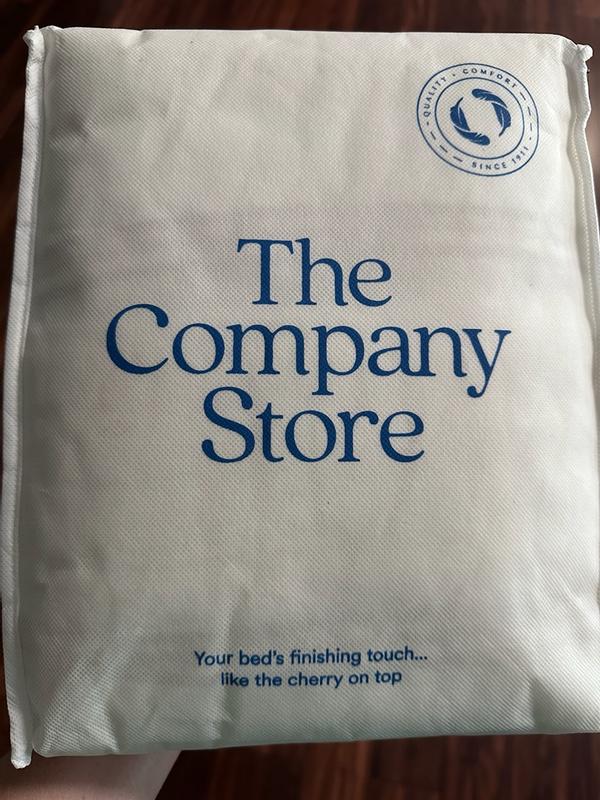 QUALITY • COMFORT
SINCE 1911
The
Company
Store
Your bed's finishing touch...
like the cherry on top